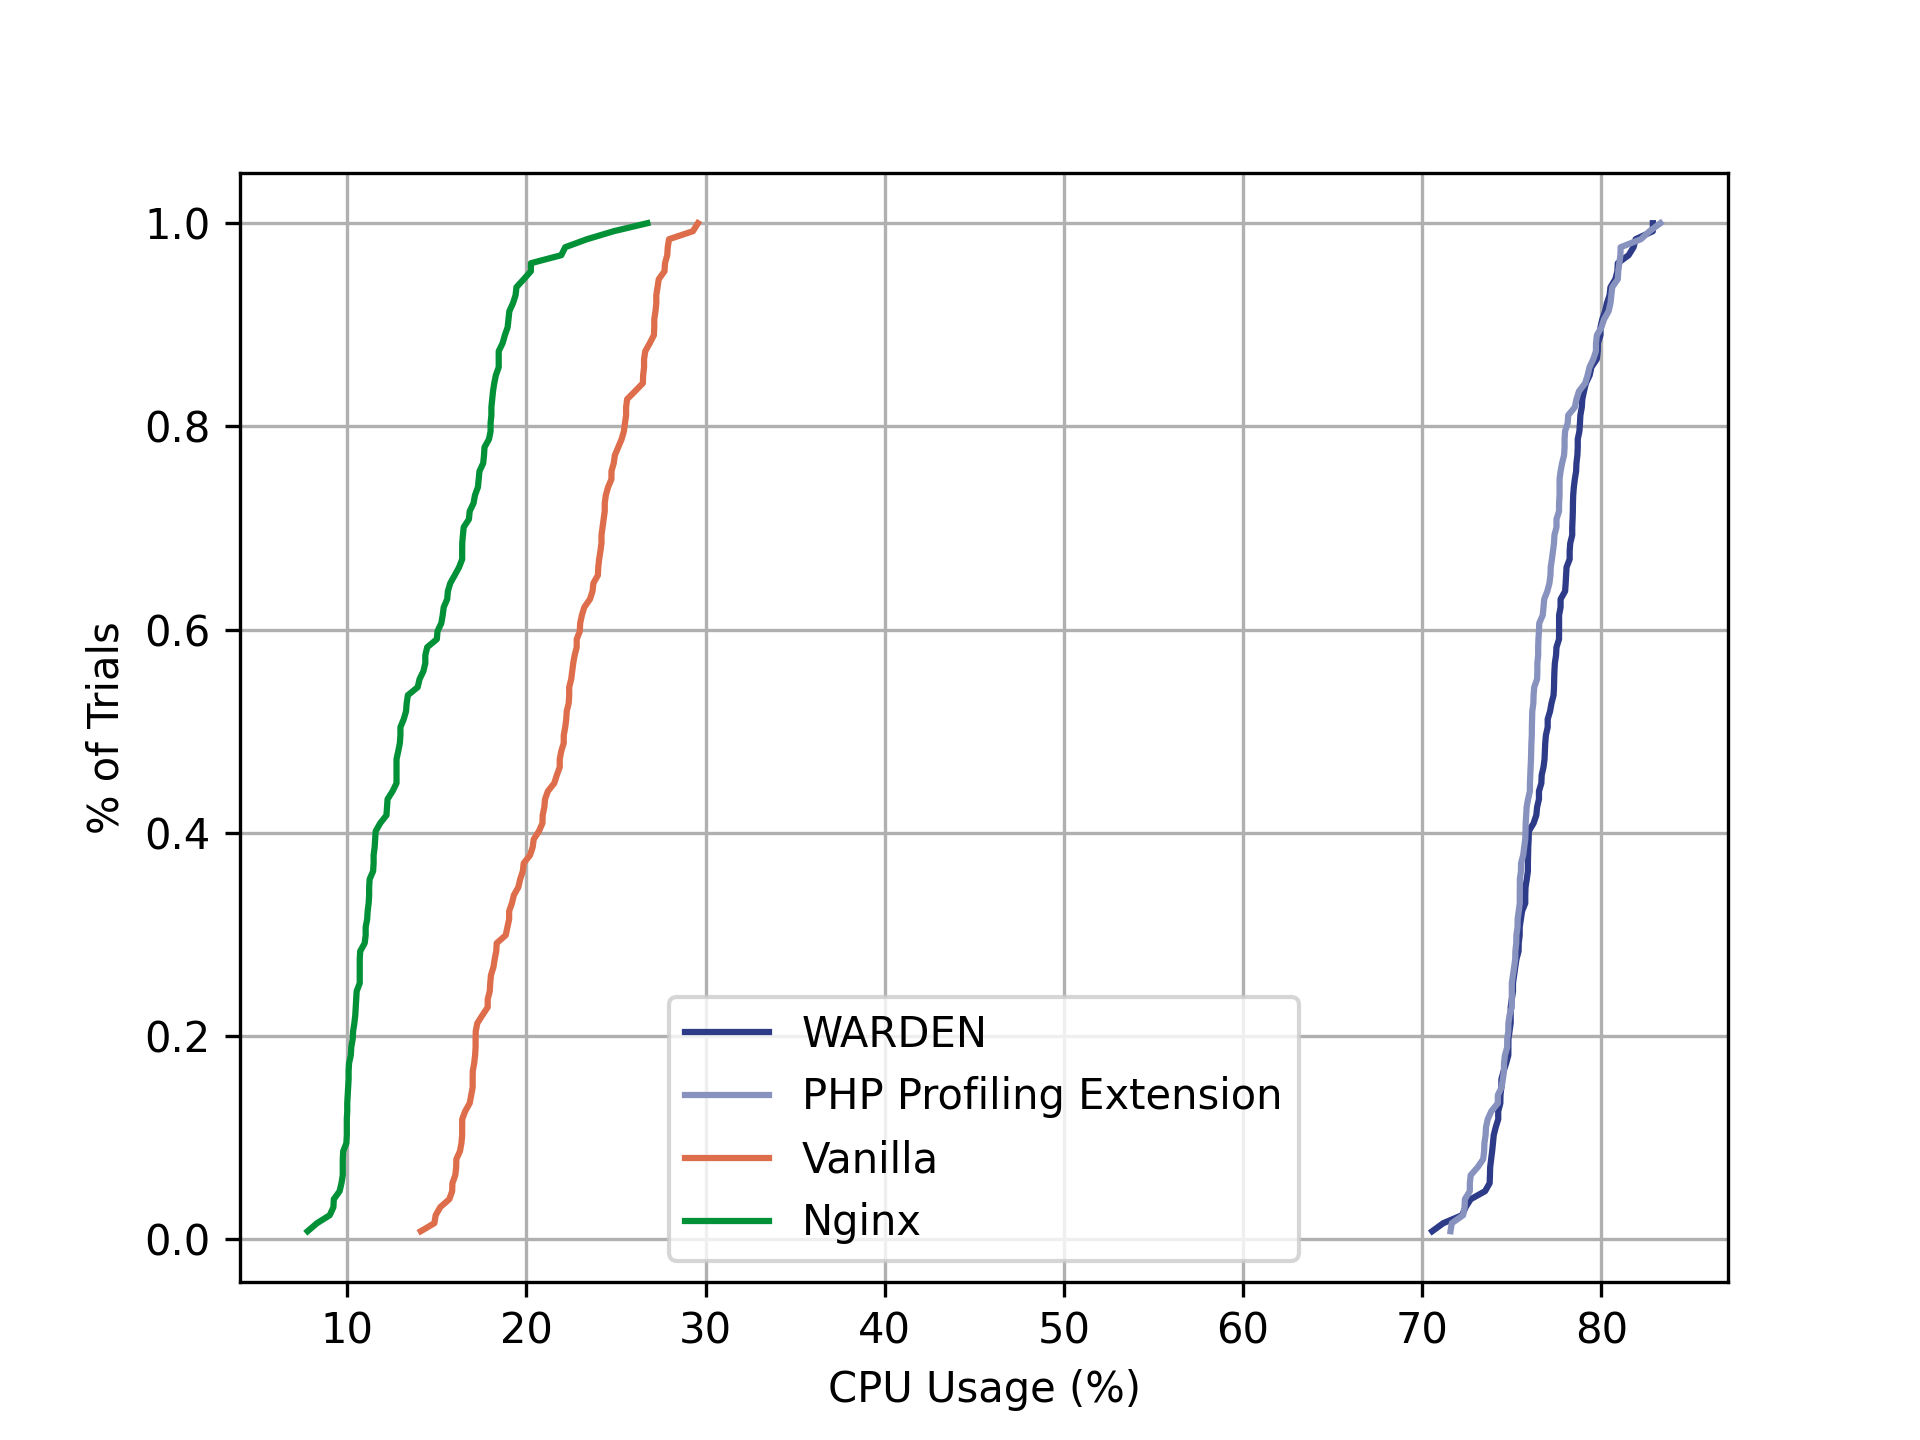 1.0
0.8
0.6
0.4
0.2
0.0
% of Trials
WARDEN
PHP Profiling Extension
Vanilla
Nginx
10 20 30 40 50 60 70 80
CPU Usage (%)